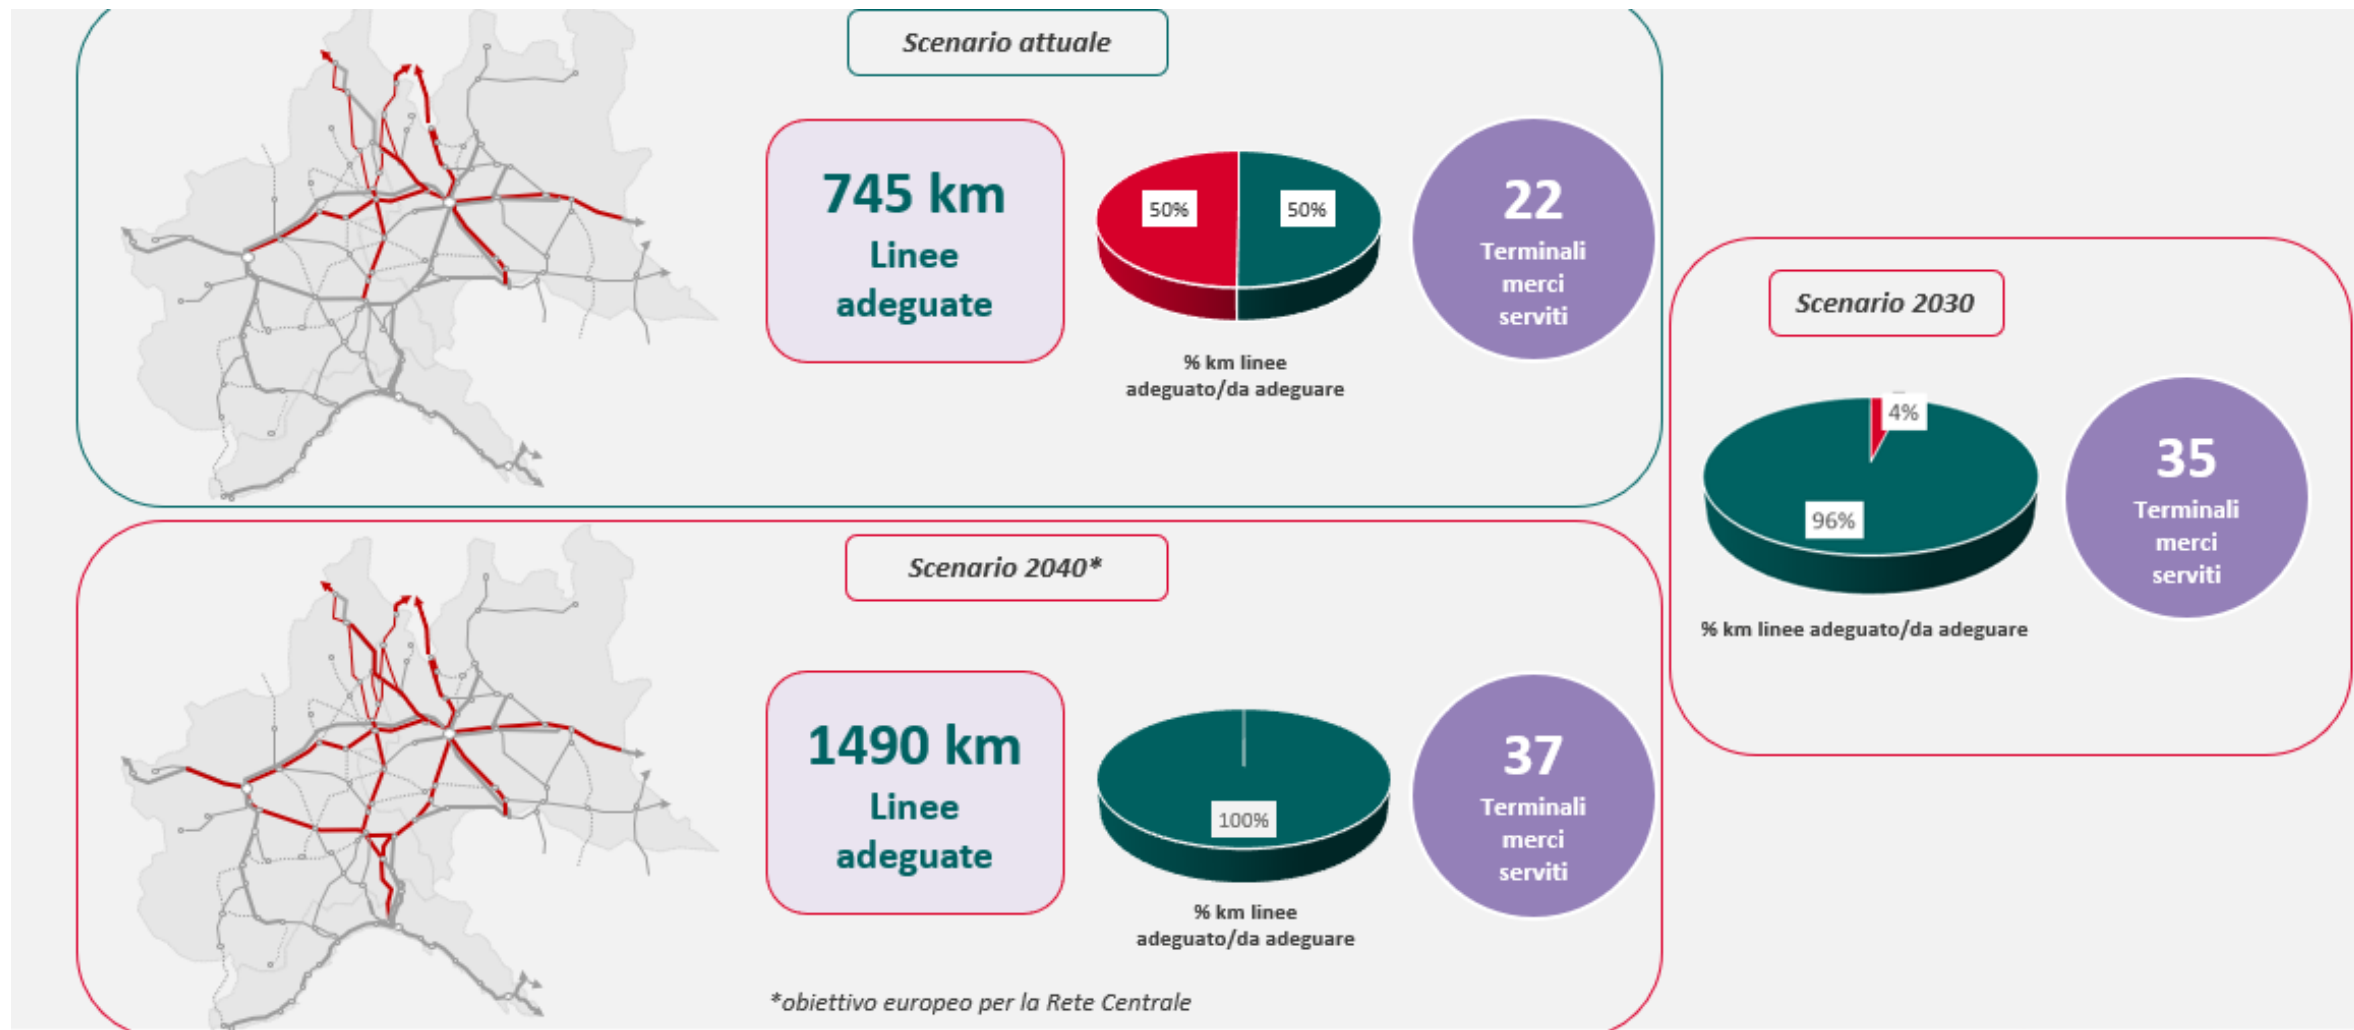 Scenario attuale
745 km
Linee
adeguate
50%
50%
% km linee
adeguato/da adeguare
22
Terminali
merci
serviti
Scenario 2030
4%
96%
% km linee adeguato/da adeguare
35
Terminali
merci
serviti
Scenario 2040*
1490 km
Linee
adeguate
100%
% km linee
adeguato/da adeguare
37
Terminali
merci
serviti
*obiettivo europeo per la Rete Centrale